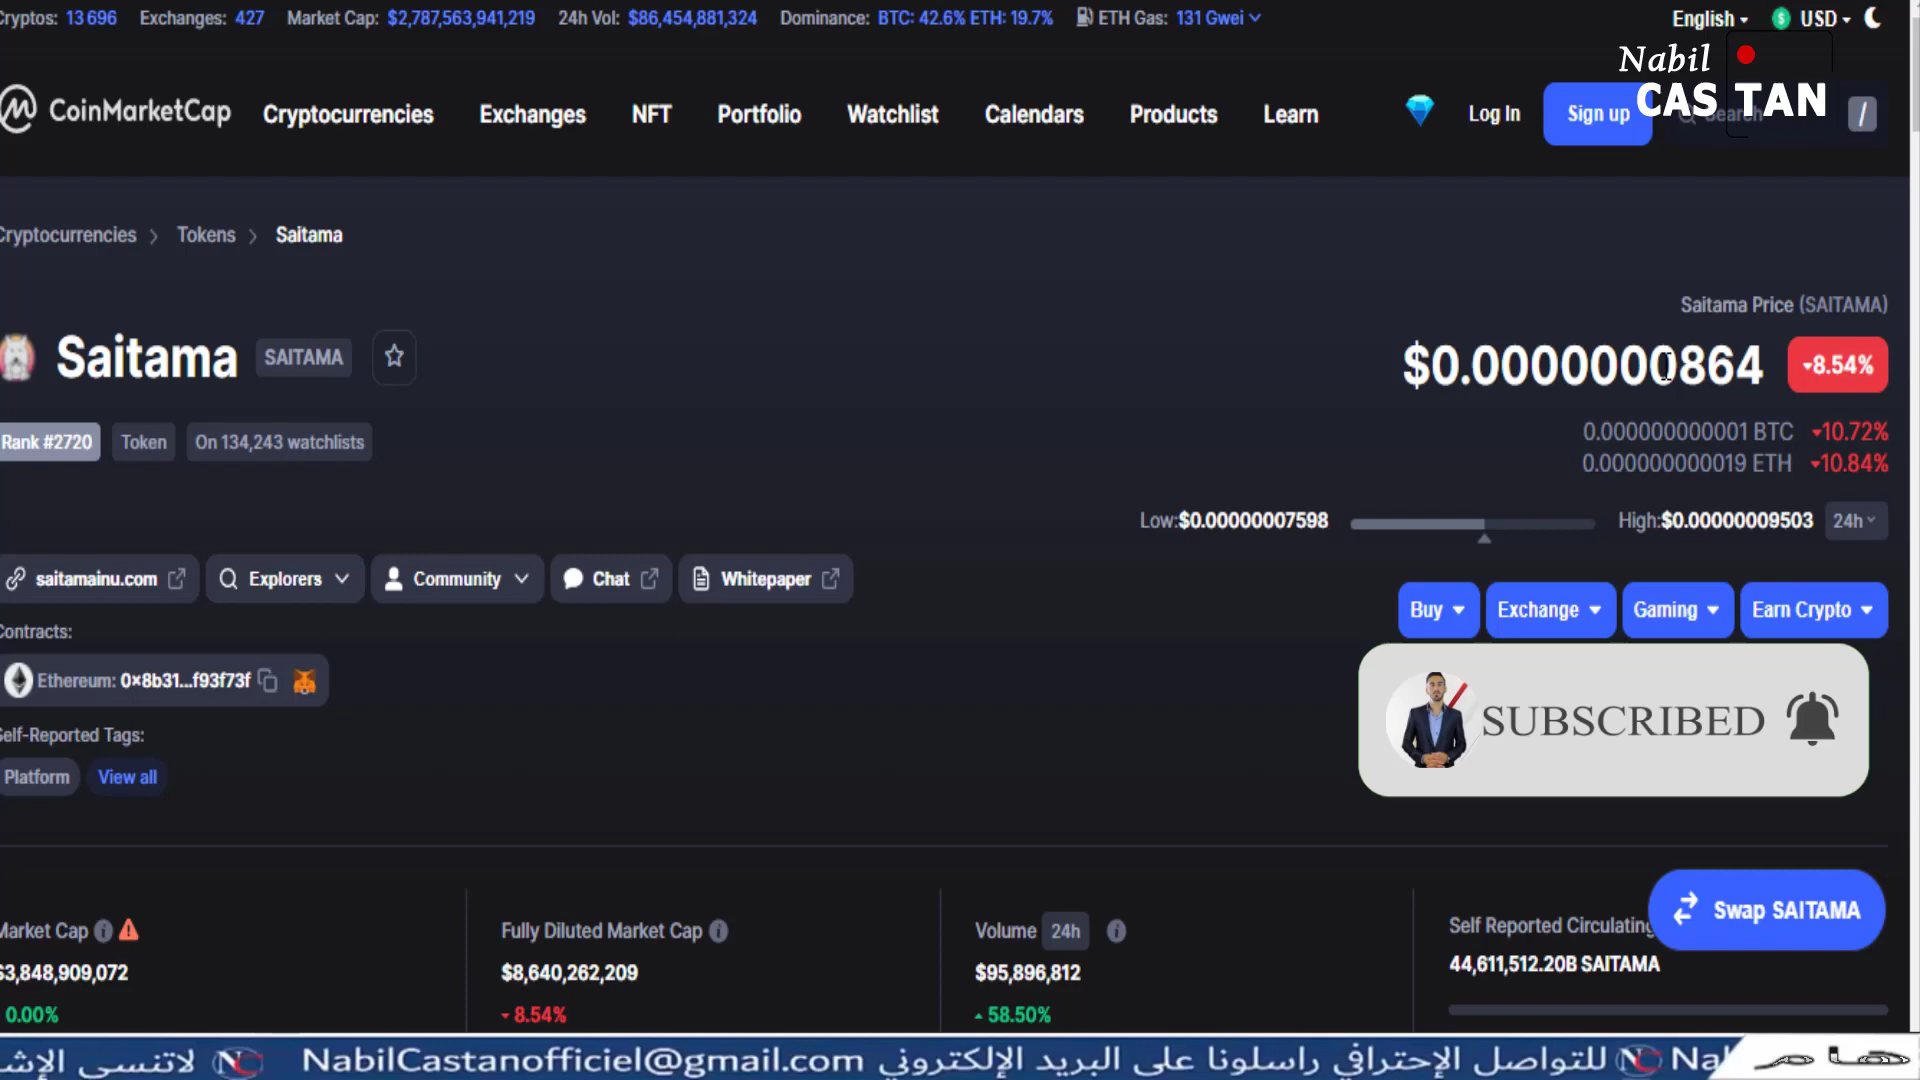 Cryptos: 13 696 Exchanges: 427 Market Cap: $2,787,563,941,219 24h Vol: $86,454,881,324 Dominance: BTC: 42.6% ETH: 19.7% ETH Gas: 131 Gwei English USD
Nabil
CAS TAN
CoinMarketCap Cryptocurrencies Exchanges NFT Portfolio Watchlist Calendars Products Learn Log In Sign up Search /
Cryptocurrencies > Tokens > Saitama
Saitama Price (SAITAMA)
Saitama SAITAMA $0.0000000864 8.54%
Rank #2720 Token On 134,243 watchlists
0.000000000001 BTC 10.72%
0.000000000019 ETH 10.84%
Low:$0.00000007598 High:$0.00000009503 24h
saitamainu.com Explorers Community Chat Whitepaper
Buy Exchange Gaming Earn Crypto
Contracts:
Ethereum: 0x8b31...f93f73f
SUBSCRIBED
Self-Reported Tags:
Platform View all
Swap SAITAMA
Market Cap Fully Diluted Market Cap Volume 24h Self Reported Circulating
$3,848,909,072 $8,640,262,209 $95,896,812 44,611,512.20B SAITAMA
0.00% 8.54% 58.50%
للتواصل الإحترافي راسلونا على البريد الإلكتروني NabilCastanofficiel@gmail.com NC لاتنسى